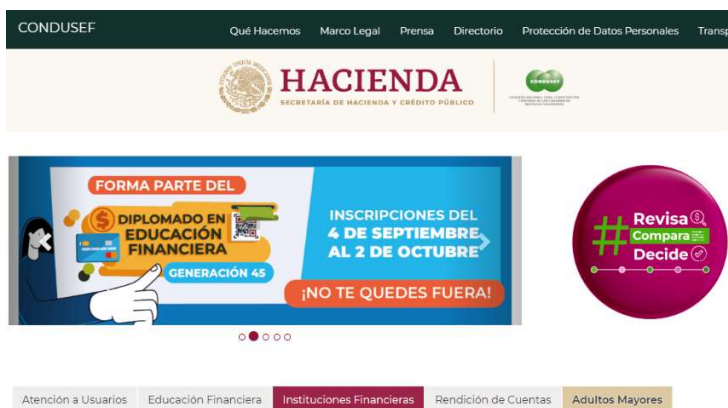 CONDUSEF
Qué Hacemos Marco Legal Prensa Directorio Protección de Datos Personales Transp
HACIENDA
SECRETARÍA DE HACIENDA Y CRÉDITO PÚBLICO
CONDUSEF
FORMA PARTE DEL
DIPLOMADO EN
EDUCACIÓN
FINANCIERA
GENERACIÓN 45
INSCRIPCIONES DEL
4 DE SEPTIEMBRE
AL 2 DE OCTUBRE
¡NO TE QUEDES FUERA!
# Revisa
Compara
Decide
Atención a Usuarios Educación Financiera Instituciones Financieras Rendición de Cuentas Adultos Mayores